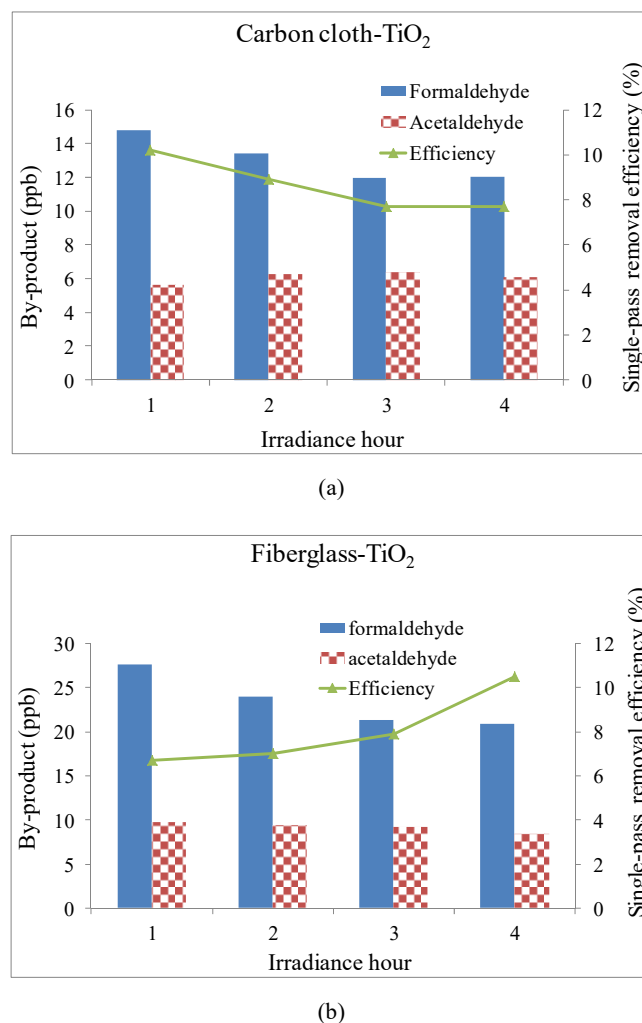 Carbon cloth-TiO₂
Formaldehyde
Acetaldehyde
Efficiency
By-product (ppb)
16
14
12
10
8
6
4
2
0
Single-pass removal efficiency (%)
12
10
8
6
4
2
0
1 2 3 4
Irradiance hour
(a)
Fiberglass-TiO₂
formaldehyde
acetaldehyde
Efficiency
By-product (ppb)
30
25
20
15
10
5
0
Single-pass removal efficiency (%)
12
10
8
6
4
2
0
1 2 3 4
Irradiance hour
(b)